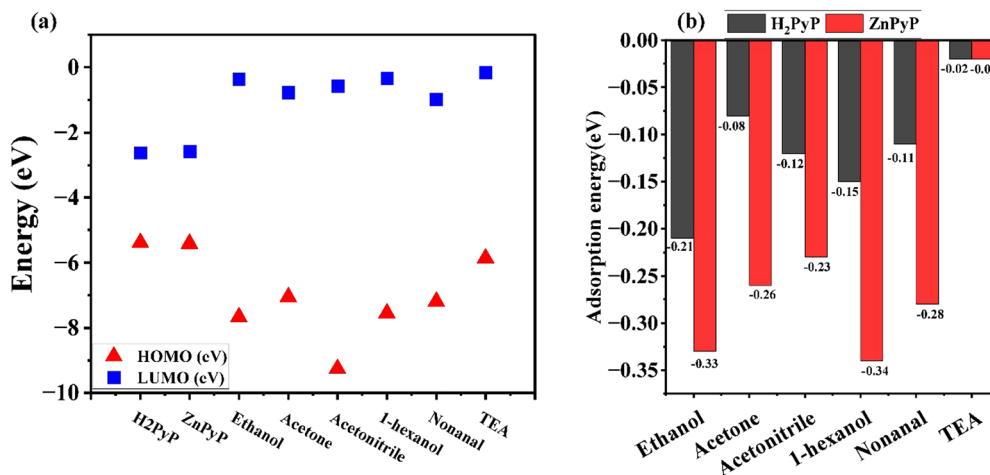 (a)
Energy (eV)
0
−2
−4
−6
−8
−10
HOMO (eV)
LUMO (eV)
H2PyP
ZnPyP
Ethanol
Acetone
Acetonitrile
1-hexanol
Nonanal
TEA
(b)
H₂PyP
ZnPyP
Adsorption energy(eV)
0.00
−0.05
−0.10
−0.15
−0.20
−0.25
−0.30
−0.35
-0.21
-0.33
-0.08
-0.26
-0.12
-0.23
-0.15
-0.34
-0.11
-0.28
-0.02
Ethanol
Acetone
Acetonitrile
1-hexanol
Nonanal
TEA